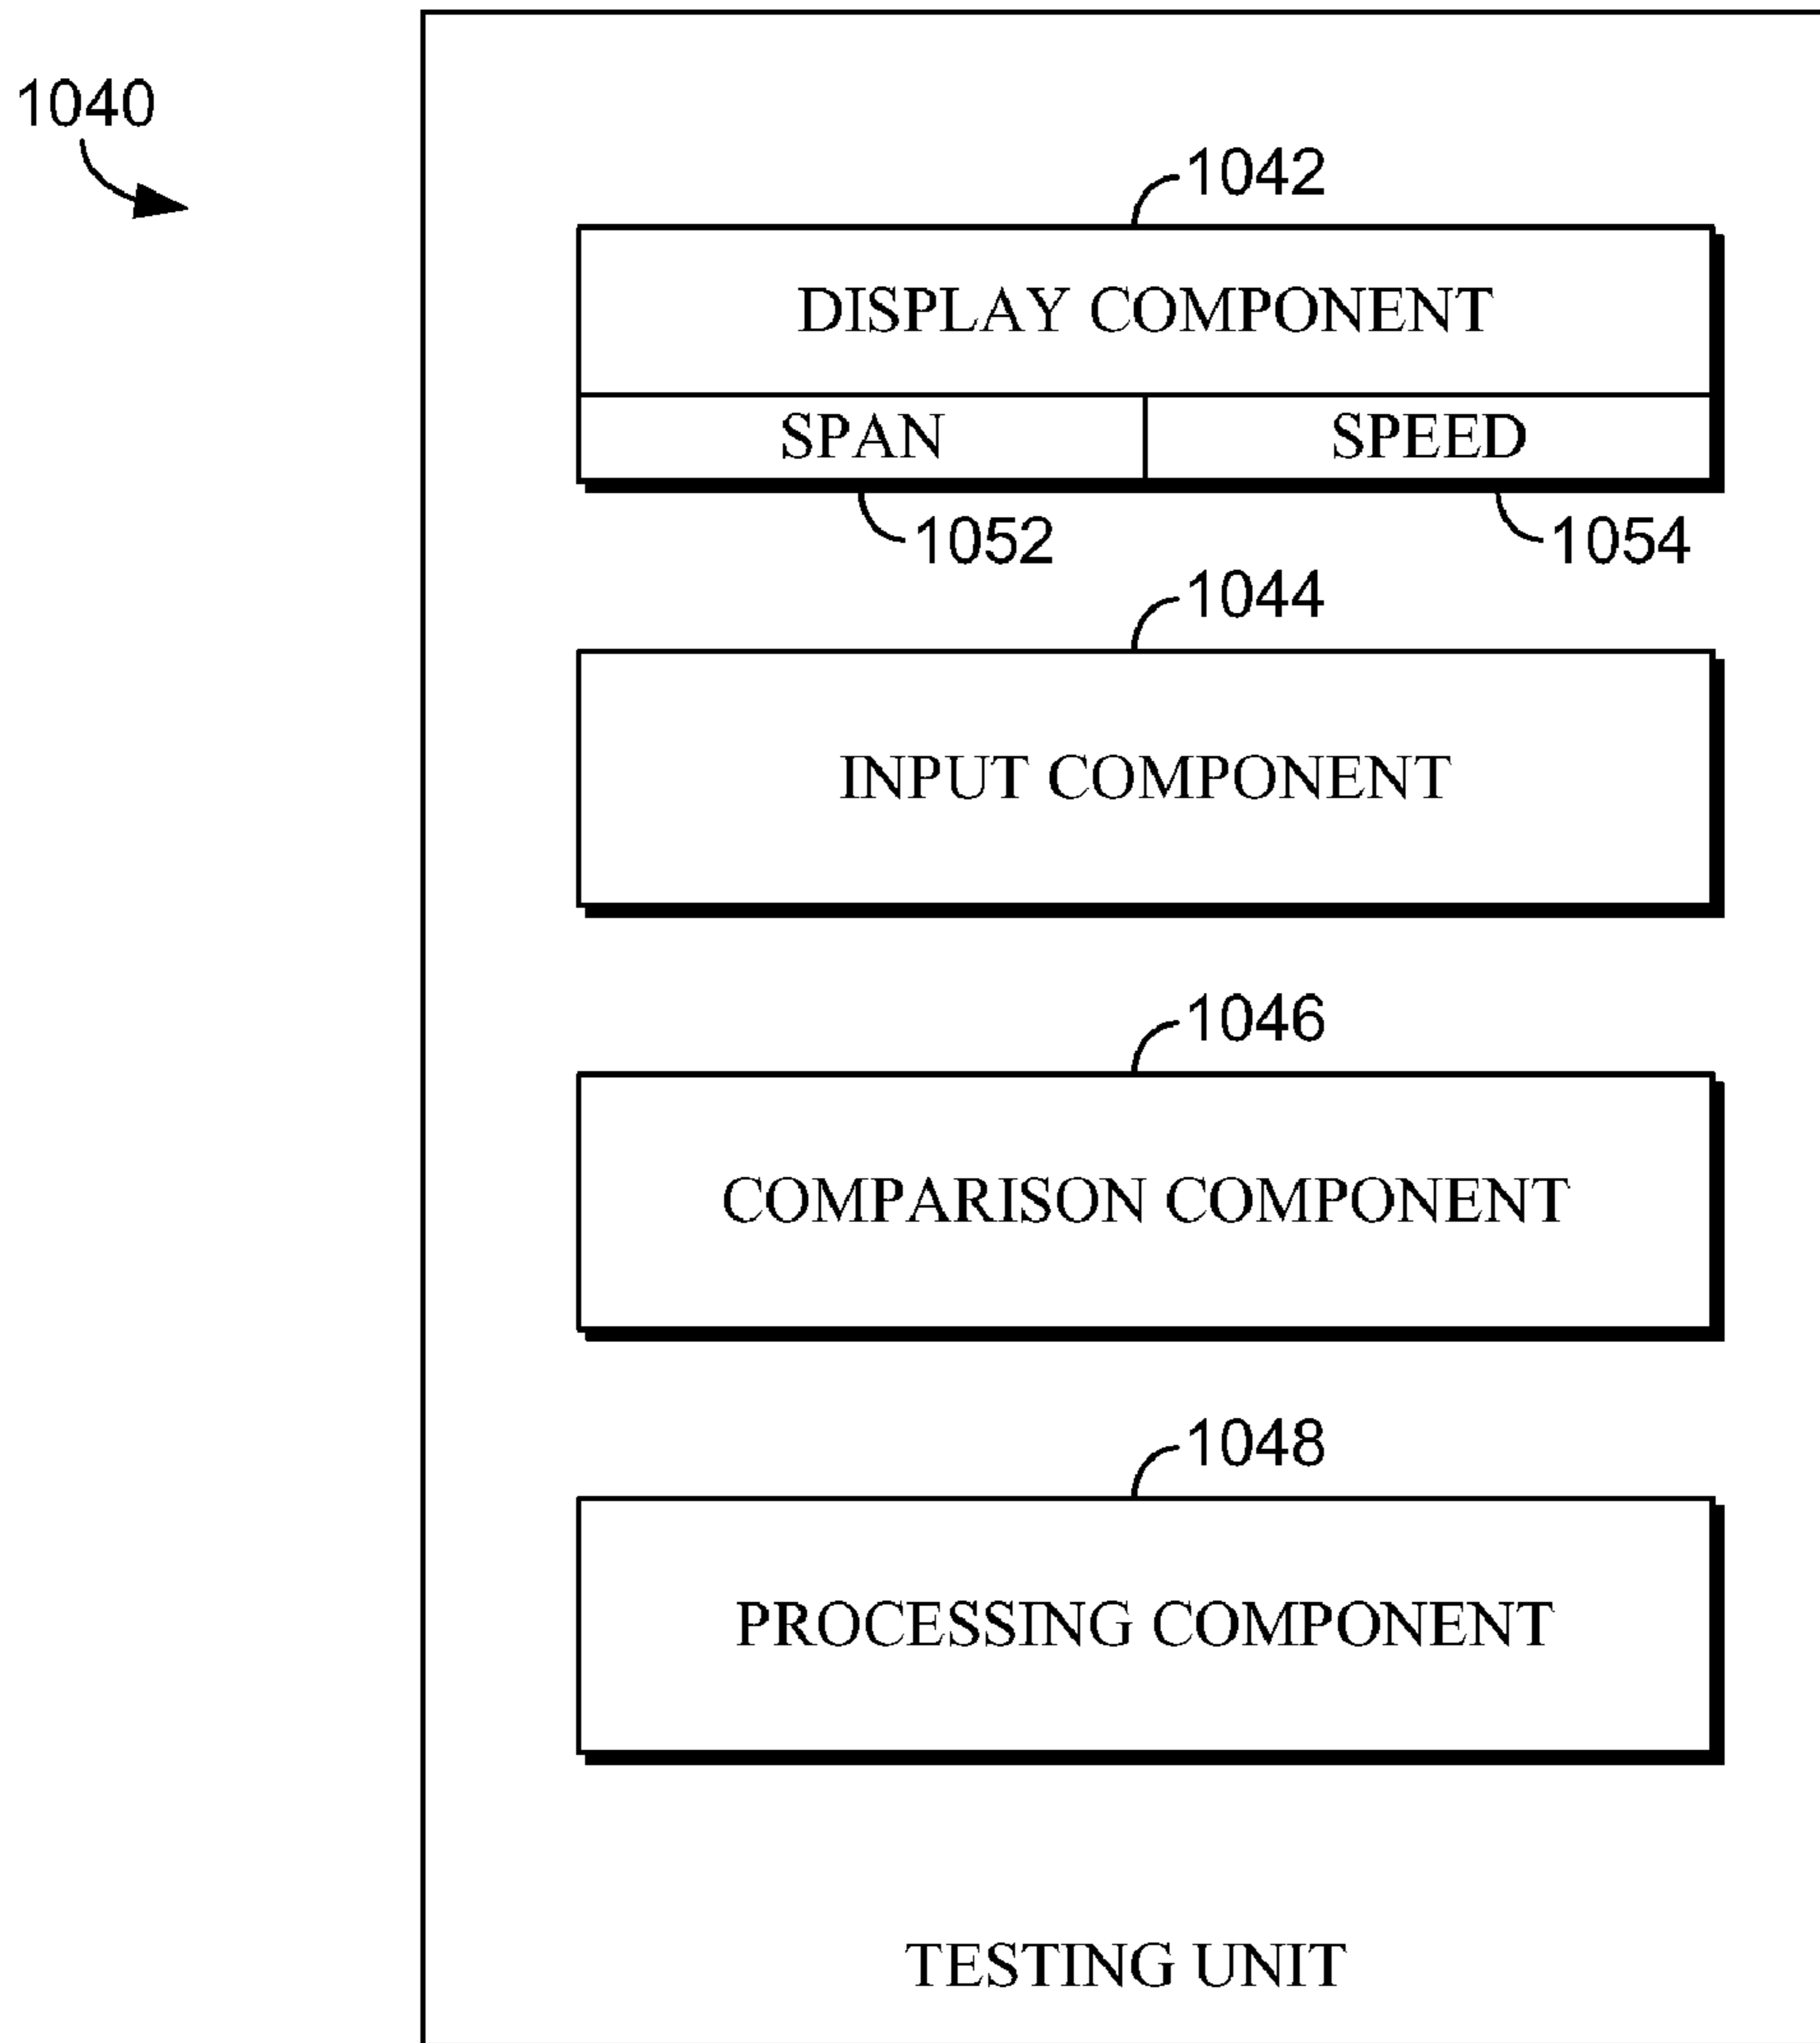 1040
1042
DISPLAY COMPONENT
SPAN SPEED
1052 1054
1044
INPUT COMPONENT
1046
COMPARISON COMPONENT
1048
PROCESSING COMPONENT
TESTING UNIT